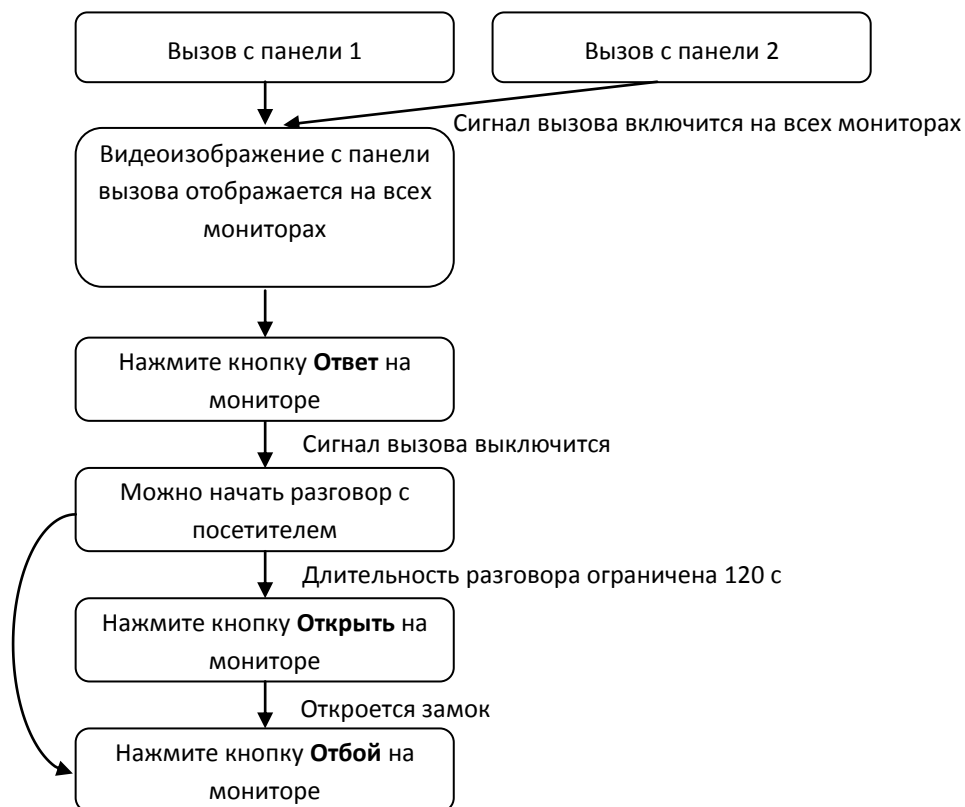 Вызов с панели 1
Вызов с панели 2
Сигнал вызова включится на всех мониторах
Видеоизображение с панели
вызова отображается на всех
мониторах
Нажмите кнопку Ответ на
мониторе
Сигнал вызова выключится
Можно начать разговор с
посетителем
Длительность разговора ограничена 120 с
Нажмите кнопку Открыть на
мониторе
Откроется замок
Нажмите кнопку Отбой на
мониторе